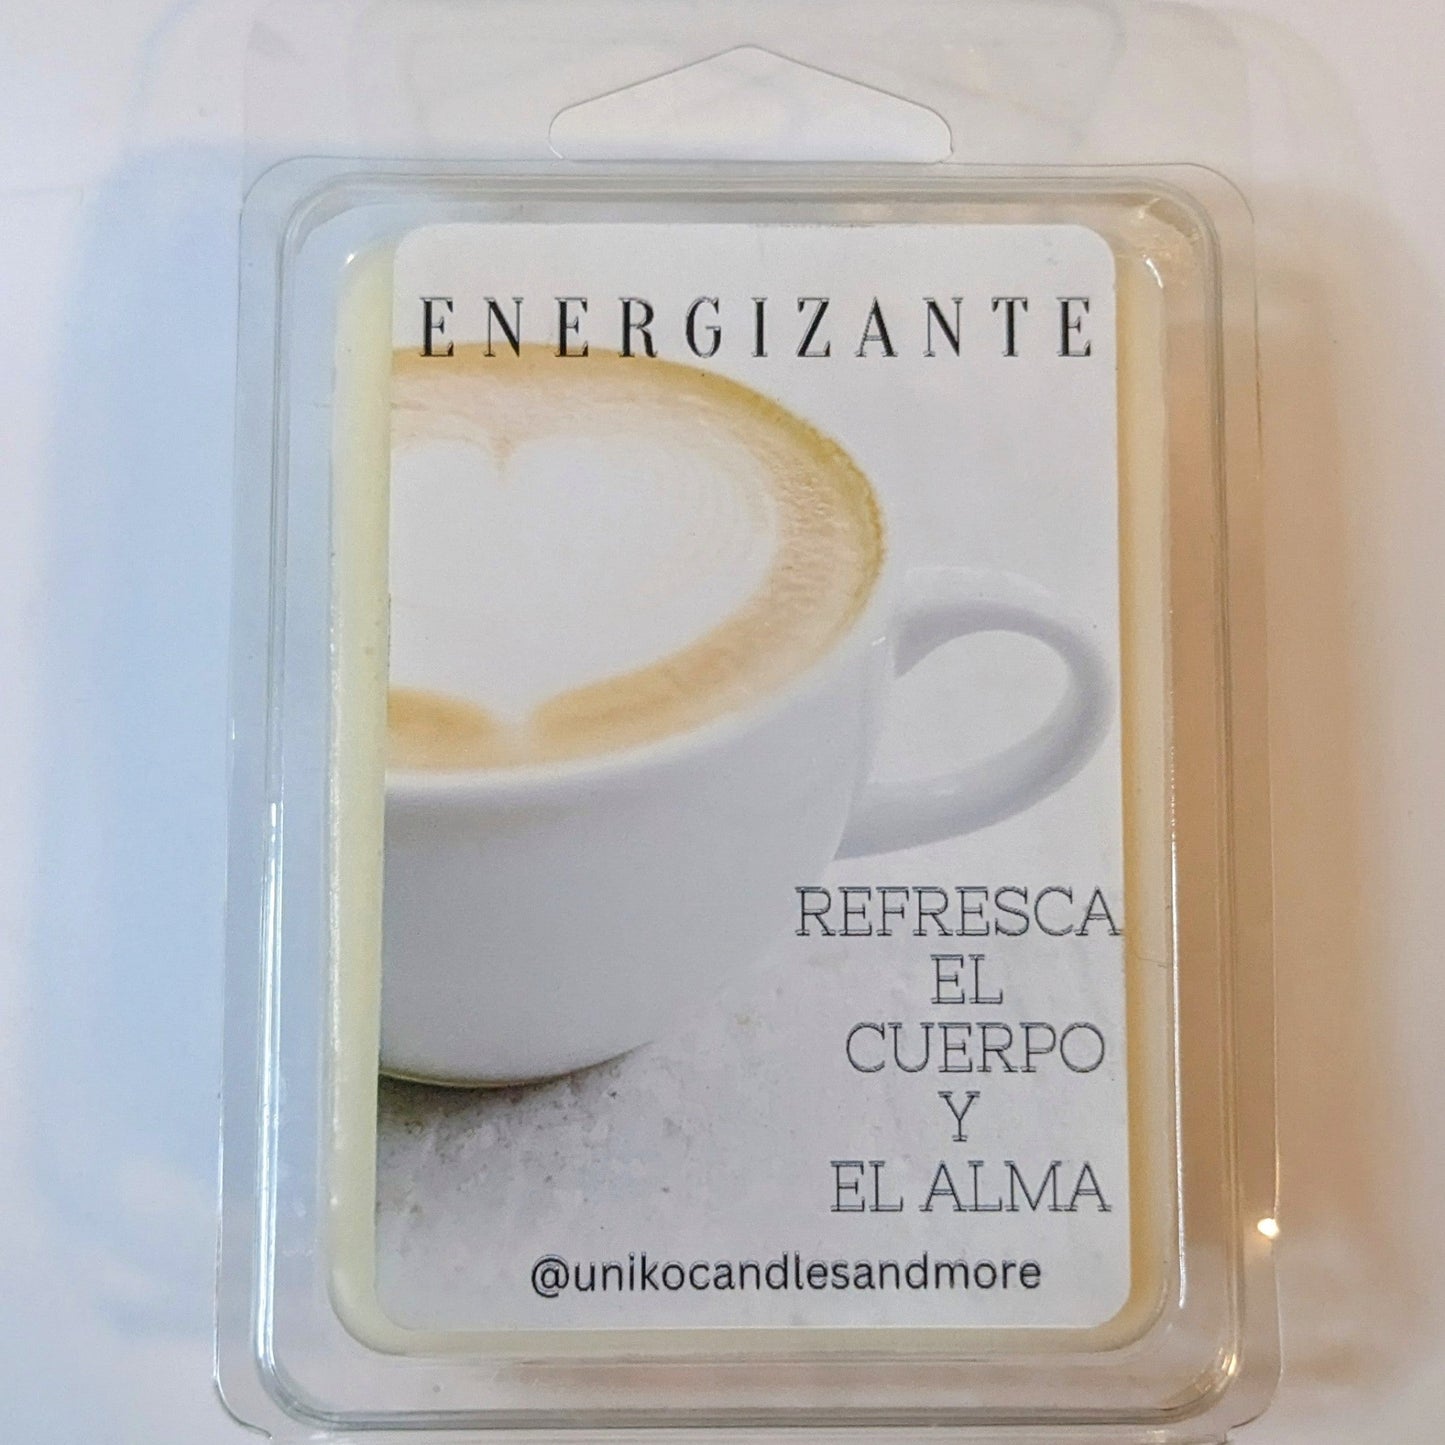 ENERGIZANTE
REFRESCA
EL
CUERPO
Y
EL ALMA
@unikocandlesandmore